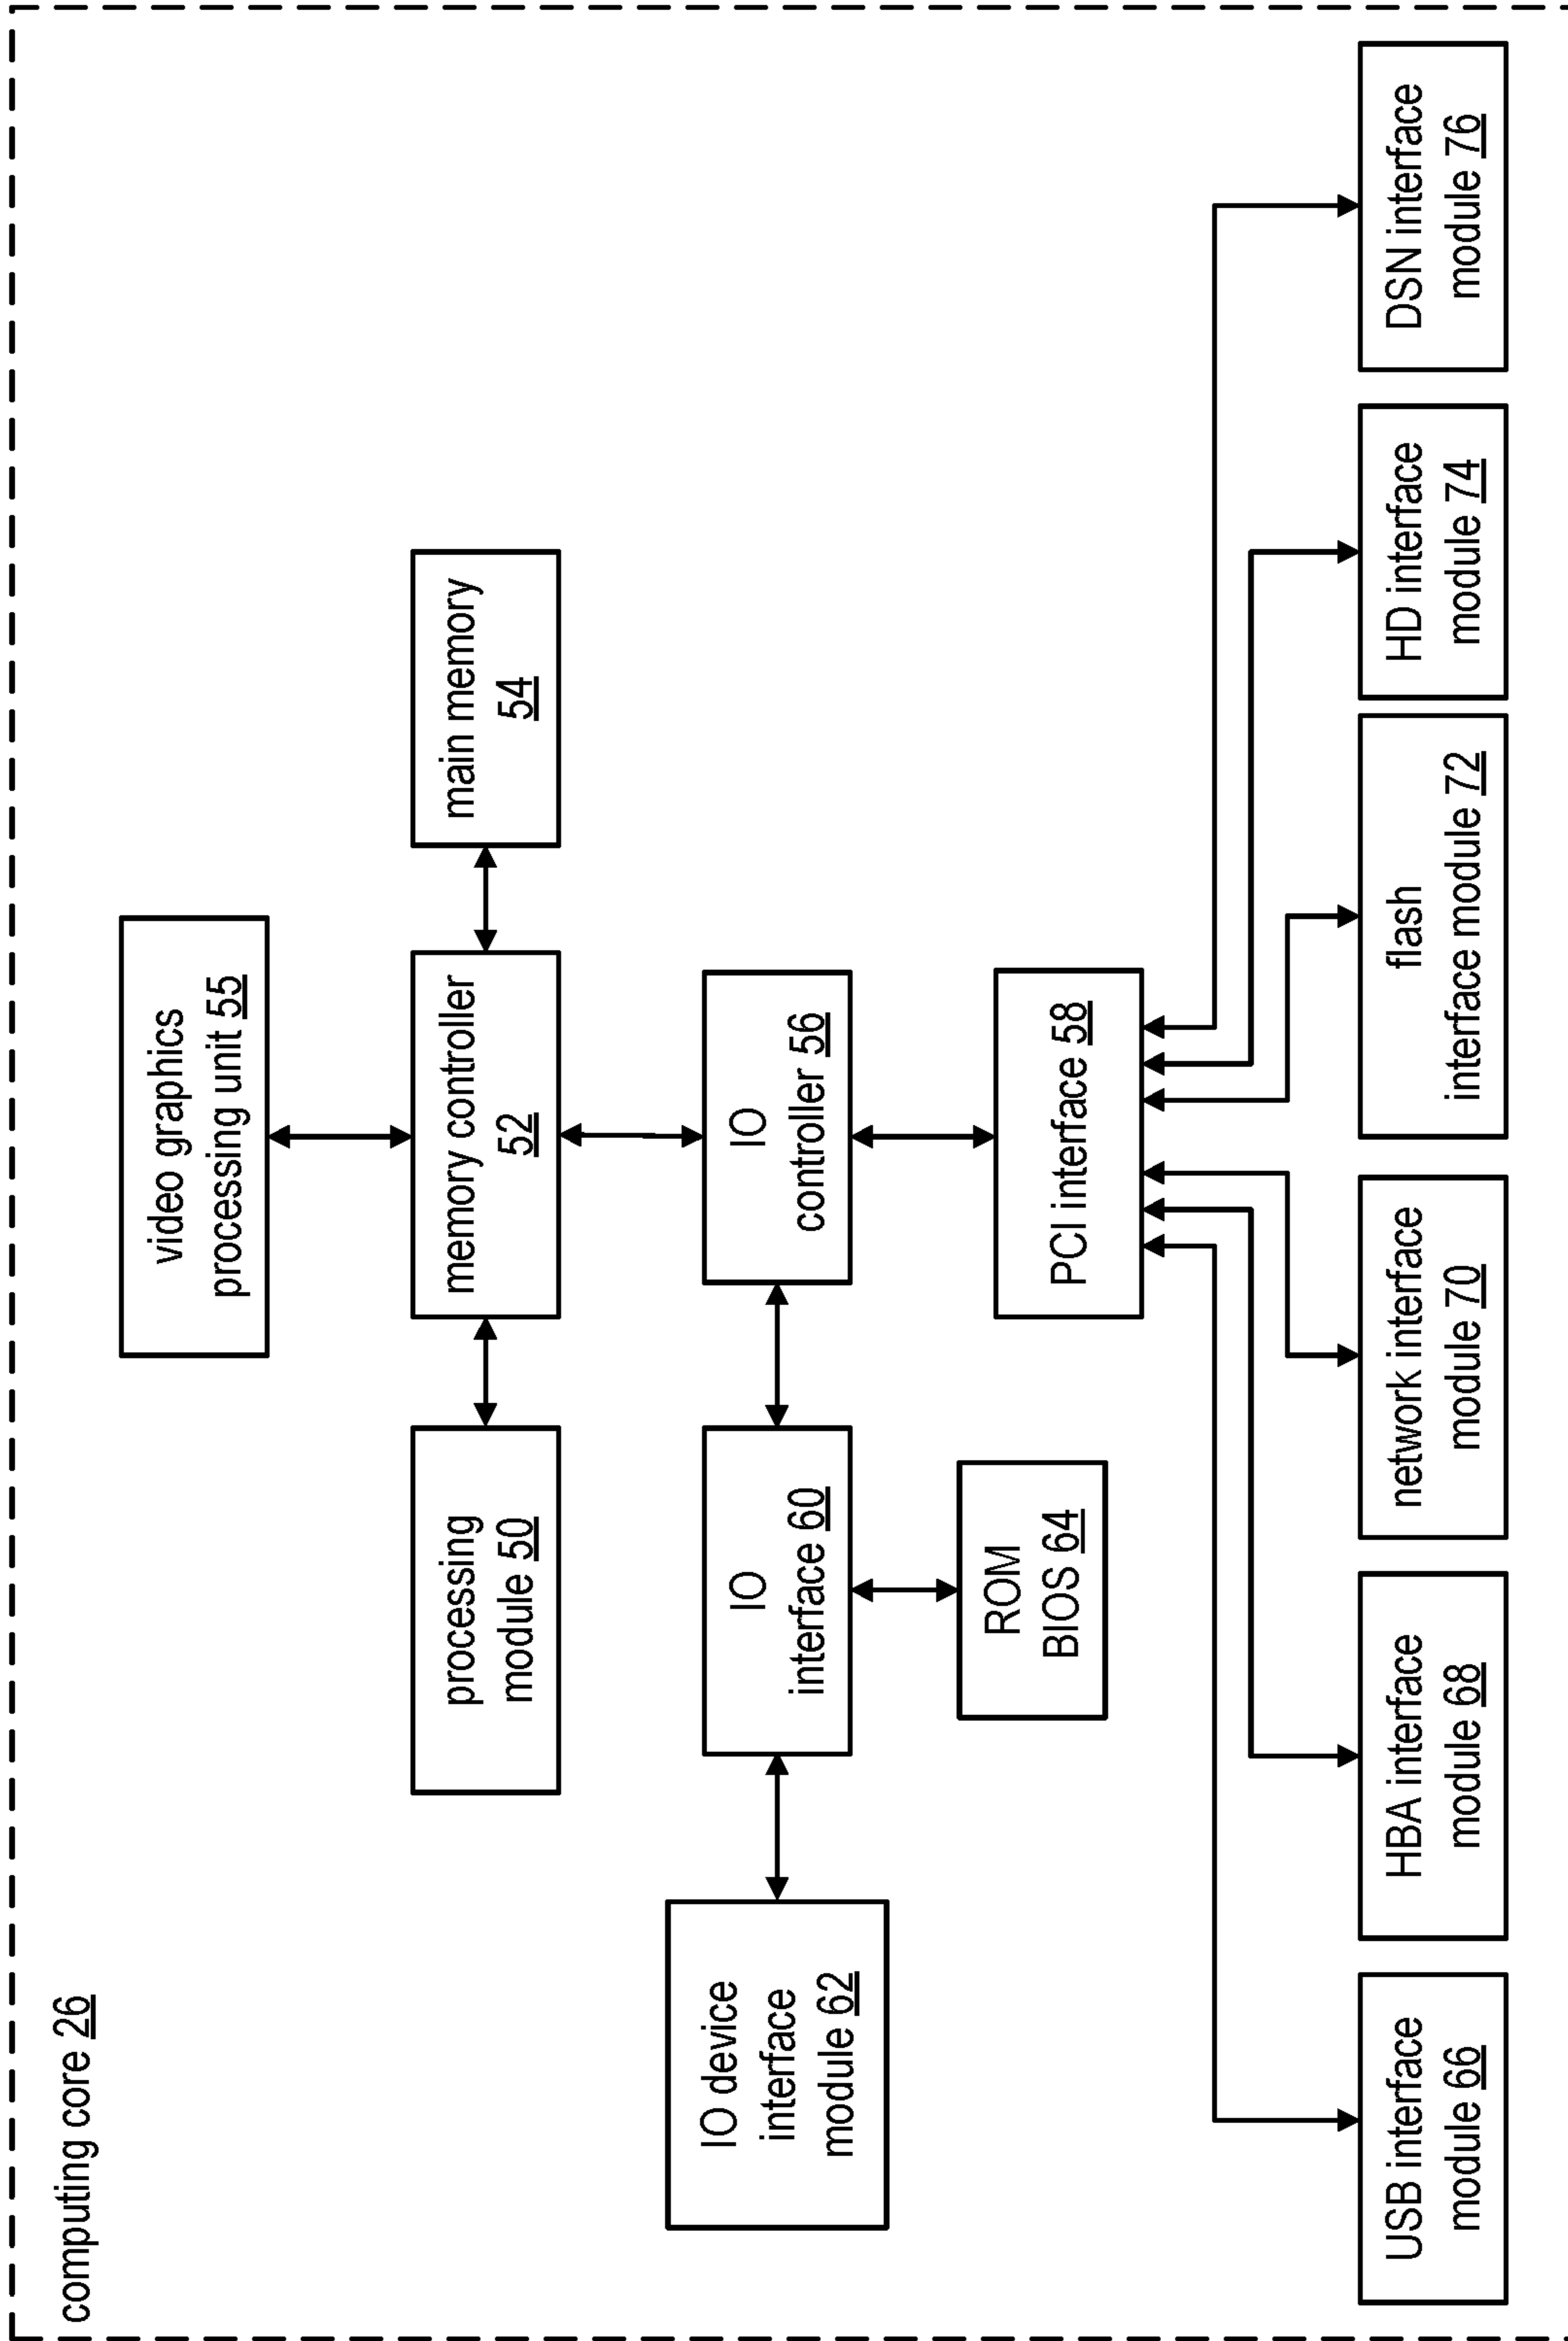 computing core 26
video graphics
processing unit 55
processing
module 50
memory controller
52
main memory
54
IO device
interface
module 62
IO
interface 60
IO
controller 56
ROM
BIOS 64
PCI interface 58
USB interface
module 66
HBA interface
module 68
network interface
module 70
flash
interface module 72
HD interface
module 74
DSN interface
module 76